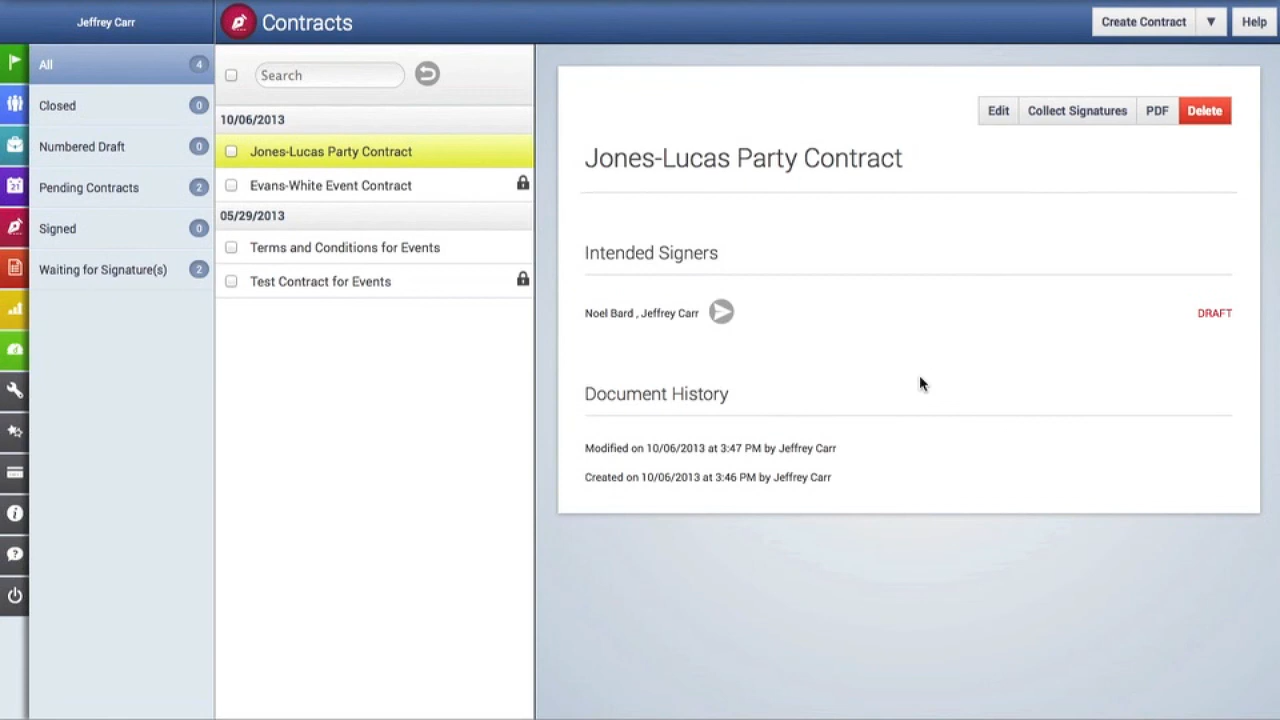 Jeffrey Carr
Contracts
Create Contract ▼
Help
All 4
Closed 0
Numbered Draft 0
Pending Contracts 2
Signed 0
Waiting for Signature(s) 2
21
Search
10/06/2013
Jones-Lucas Party Contract
Evans-White Event Contract
05/29/2013
Terms and Conditions for Events
Test Contract for Events
Edit Collect Signatures PDF Delete
Jones-Lucas Party Contract
Intended Signers
Noel Bard , Jeffrey Carr
DRAFT
Document History
Modified on 10/06/2013 at 3:47 PM by Jeffrey Carr
Created on 10/06/2013 at 3:46 PM by Jeffrey Carr